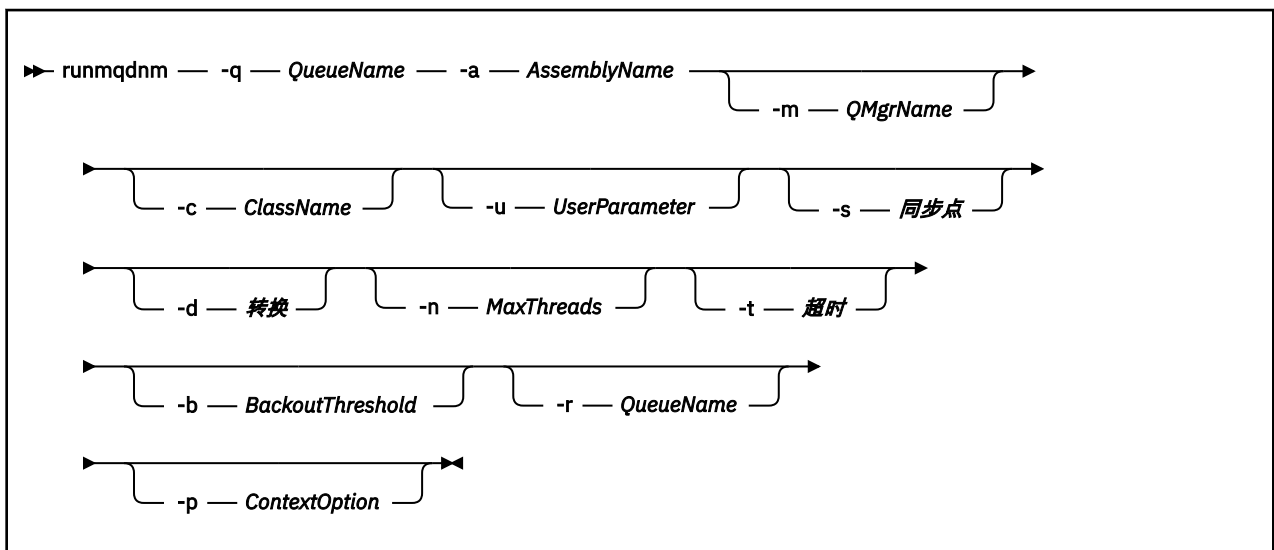 runmqdnm -q QueueName -a AssemblyName
-m QMgrName
-c ClassName -u UserParameter -s 同步点
-d 转换 -n MaxThreads -t 超时
-b BackoutThreshold -r QueueName
-p ContextOption